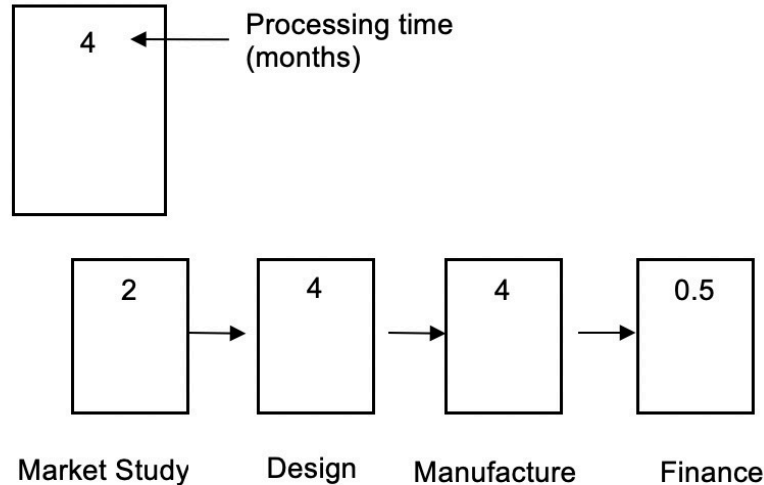 4
Processing time
(months)
2
4
4
0.5
Market Study
Design
Manufacture
Finance